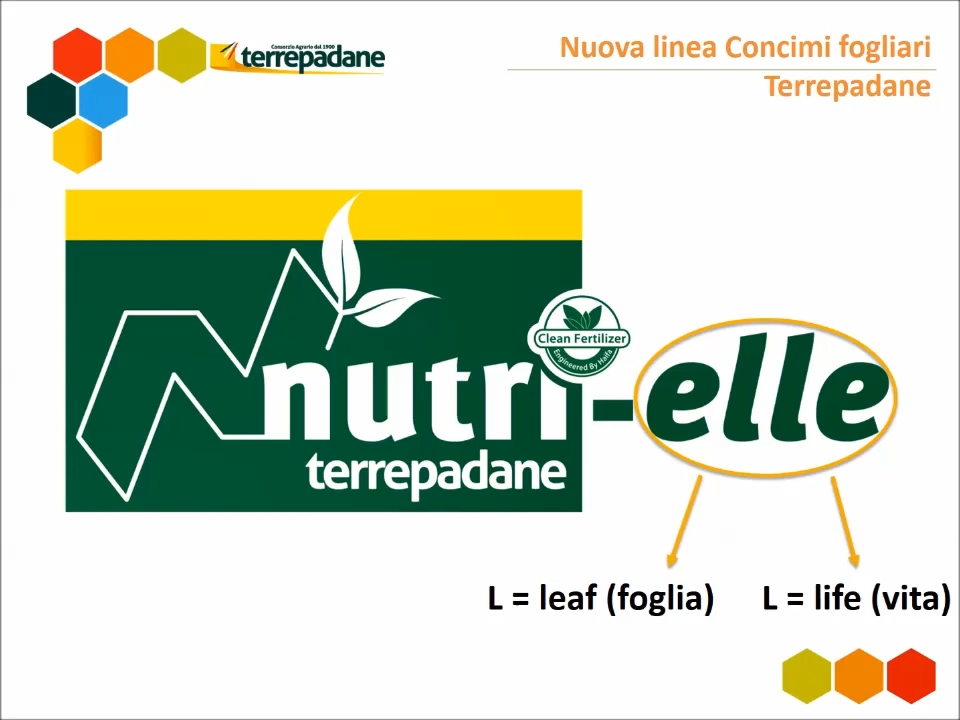 Consorzio Agrario dal 1900
terrepadane
Nuova linea Concimi fogliari
Terrepadane
Clean Fertilizer
Engineered By Haifa
nutri-elle
terrepadane
L = leaf (foglia)
L = life (vita)